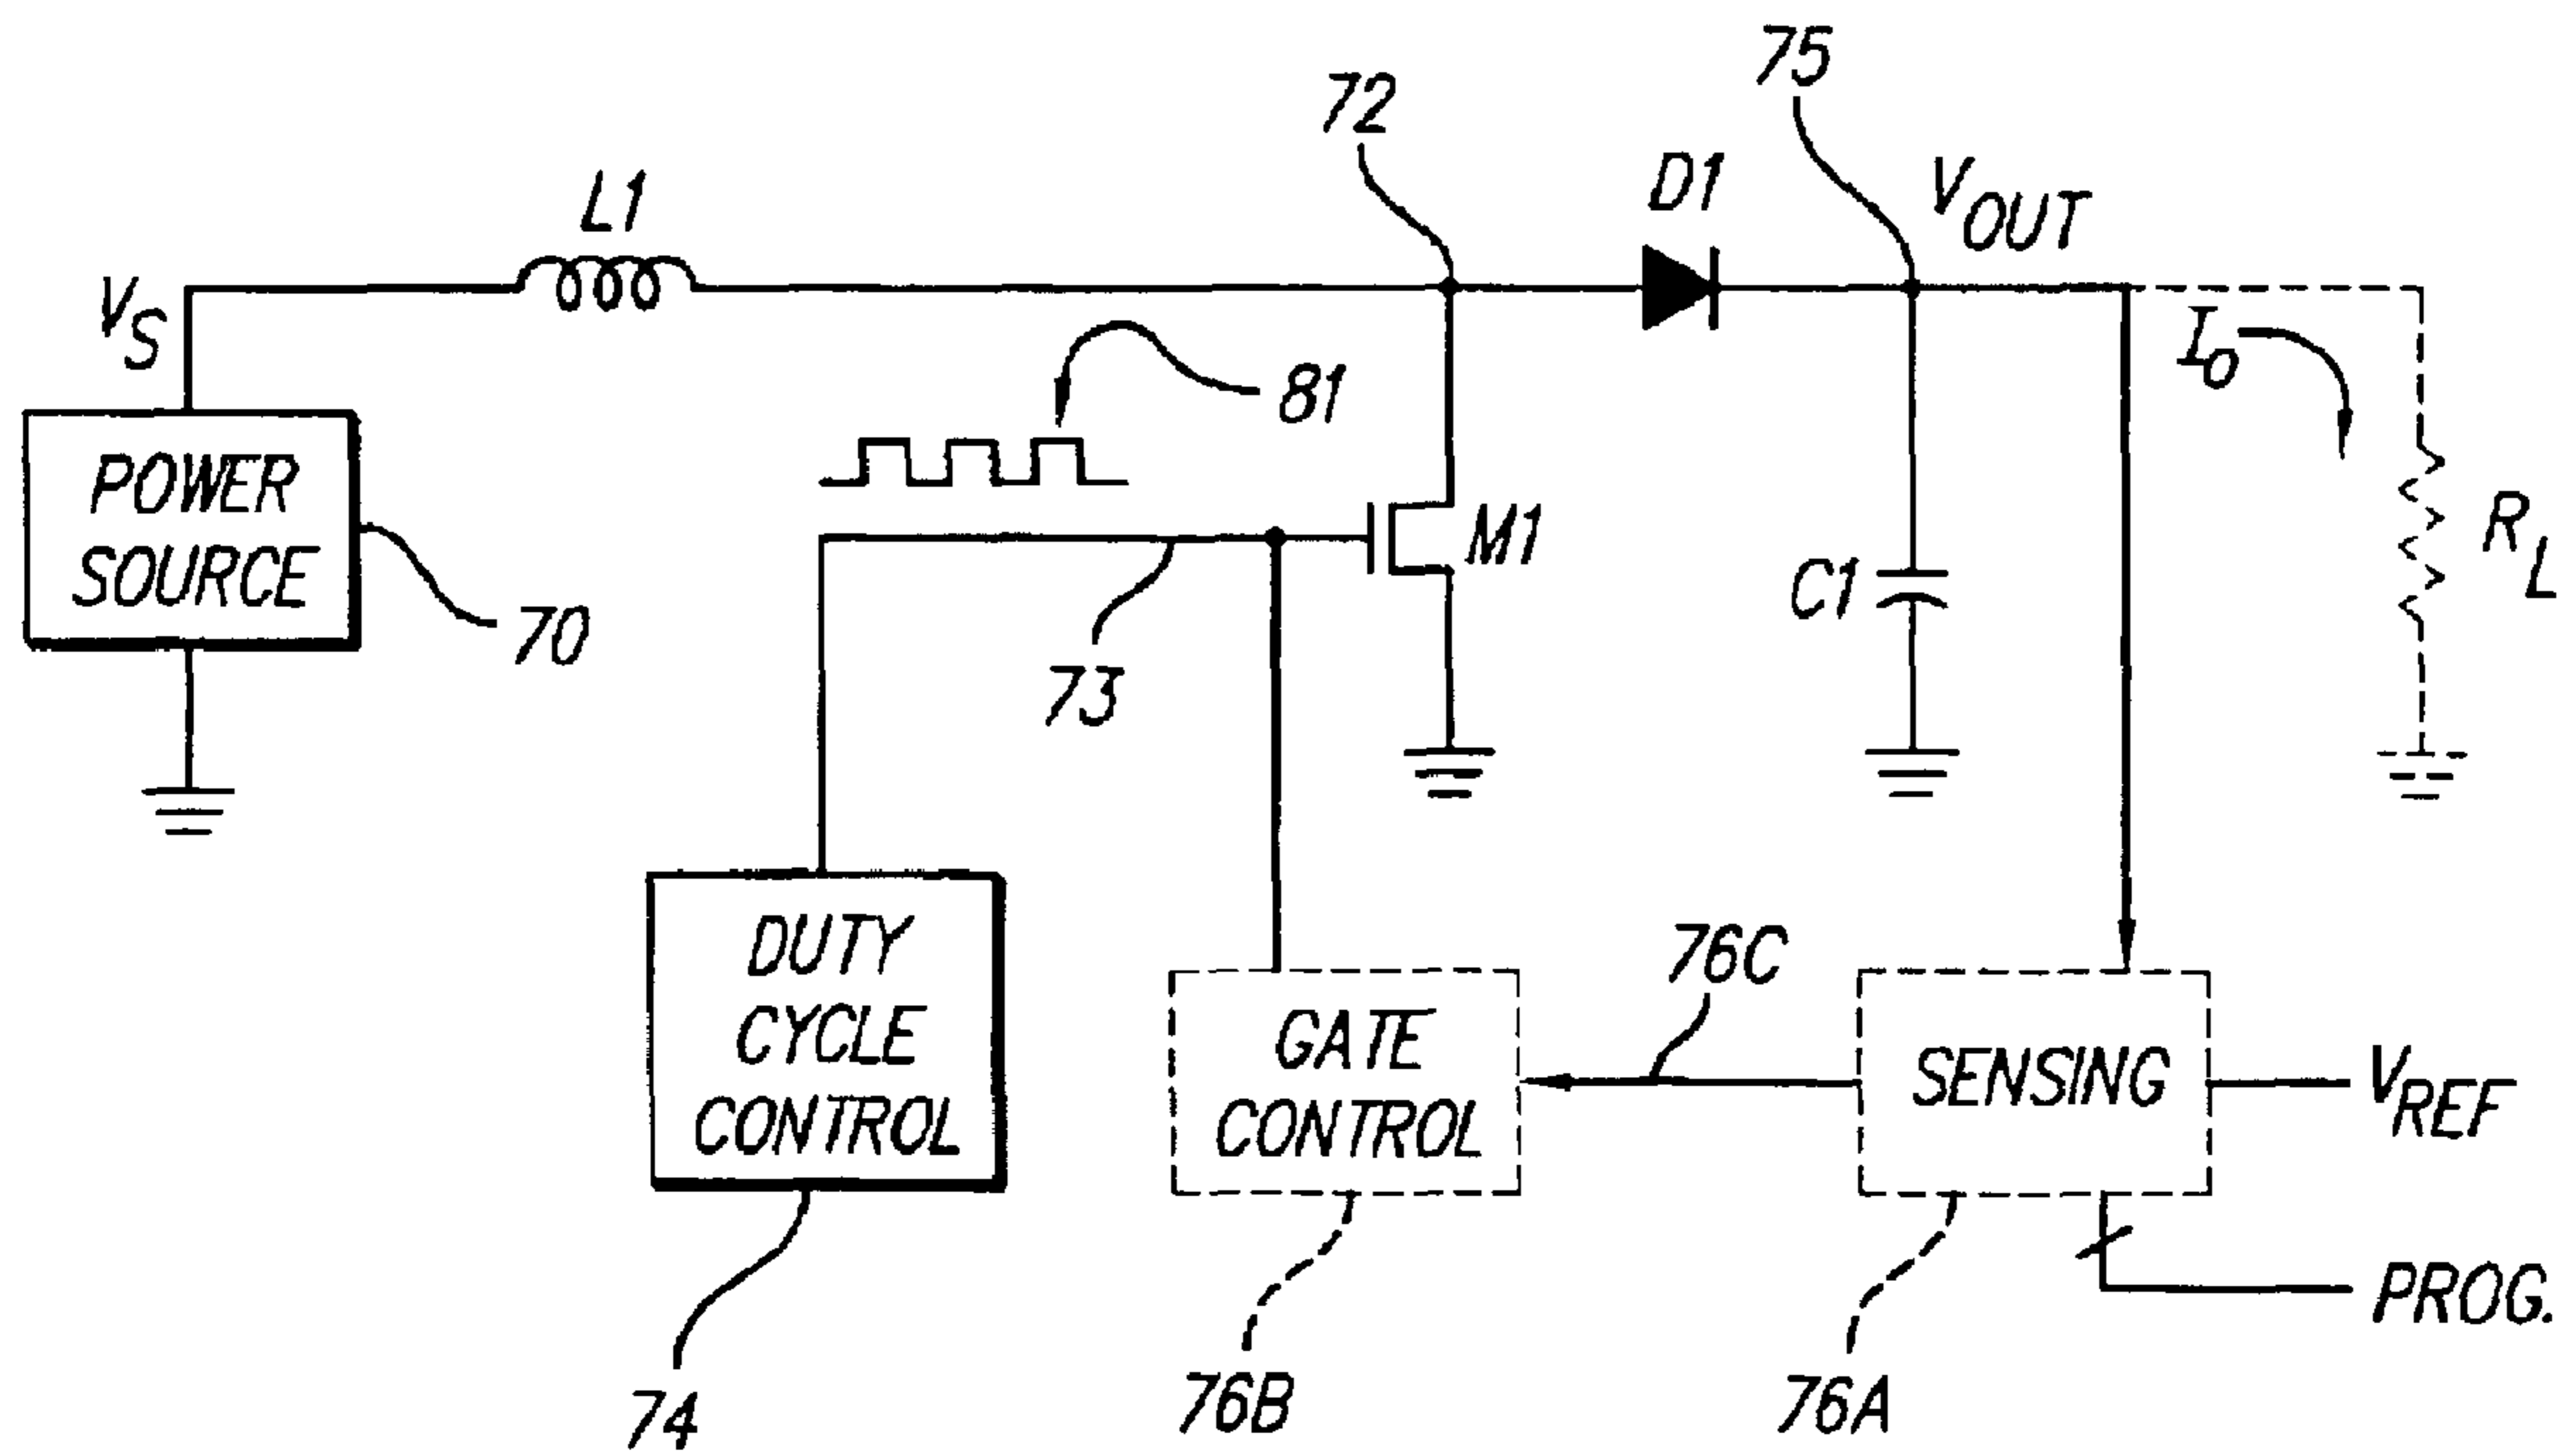 75
72
D1
V_OUT
L1
V_S
I_O
81
POWER
SOURCE
M1
R_L
C1
70
73
DUTY
CYCLE
CONTROL
76C
GATE
CONTROL
SENSING
V_REF
PROG.
74
76B
76A